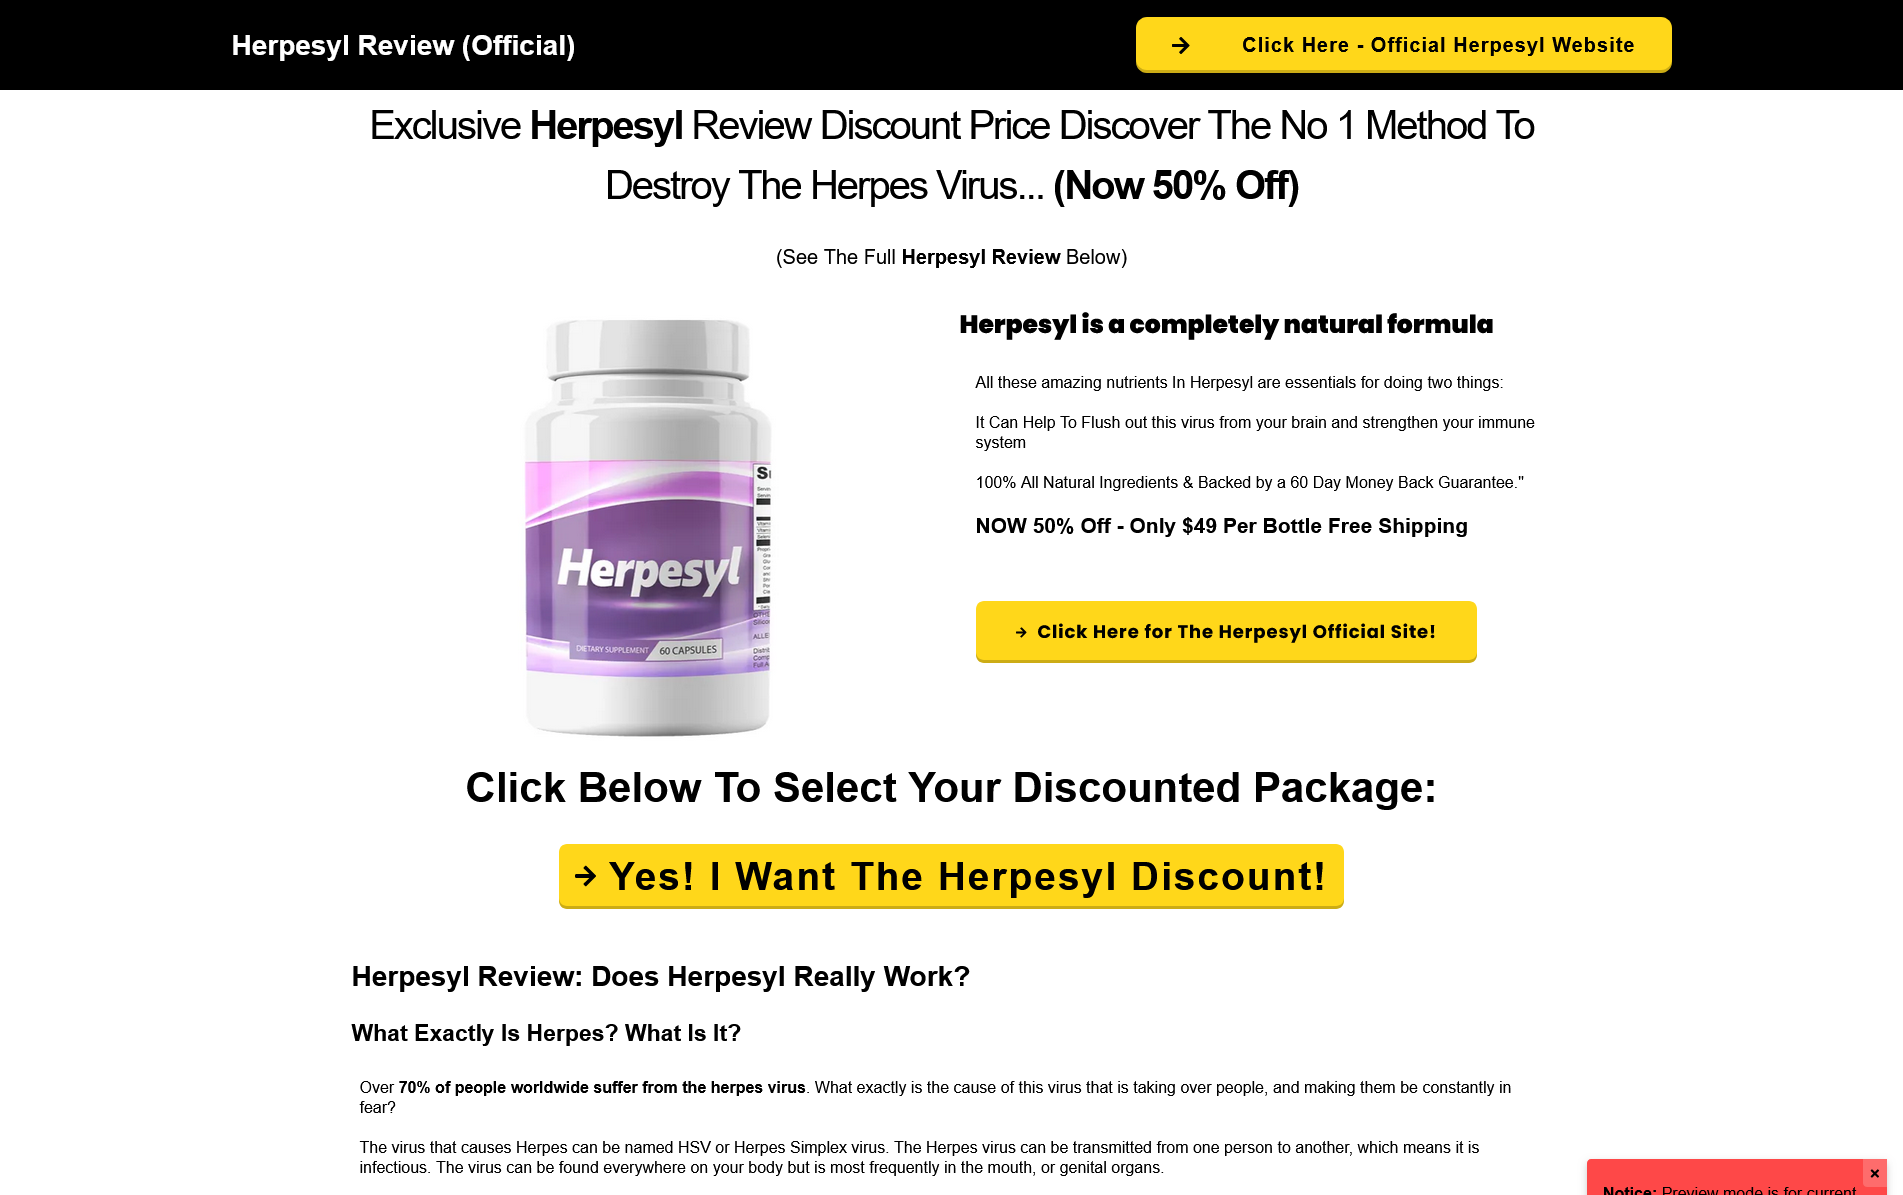 Herpesyl Review (Official)
Click Here - Official Herpesyl Website
Exclusive Herpesyl Review Discount Price Discover The No 1 Method To
Destroy The Herpes Virus... (Now 50% Off)
(See The Full Herpesyl Review Below)
Herpesyl is a completely natural formula
All these amazing nutrients In Herpesyl are essentials for doing two things:
It Can Help To Flush out this virus from your brain and strengthen your immune
system
100% All Natural Ingredients & Backed by a 60 Day Money Back Guarantee."
NOW 50% Off - Only $49 Per Bottle Free Shipping
Click Here for The Herpesyl Official Site!
Herpesyl
DIETARY SUPPLEMENT 60 CAPSULES
Click Below To Select Your Discounted Package:
Yes! I Want The Herpesyl Discount!
Herpesyl Review: Does Herpesyl Really Work?
What Exactly Is Herpes? What Is It?
Over 70% of people worldwide suffer from the herpes virus. What exactly is the cause of this virus that is taking over people, and making them be constantly in
fear?
The virus that causes Herpes can be named HSV or Herpes Simplex virus. The Herpes virus can be transmitted from one person to another, which means it is
infectious. The virus can be found everywhere on your body but is most frequently in the mouth, or genital organs.
Notice: Preview mode is for current